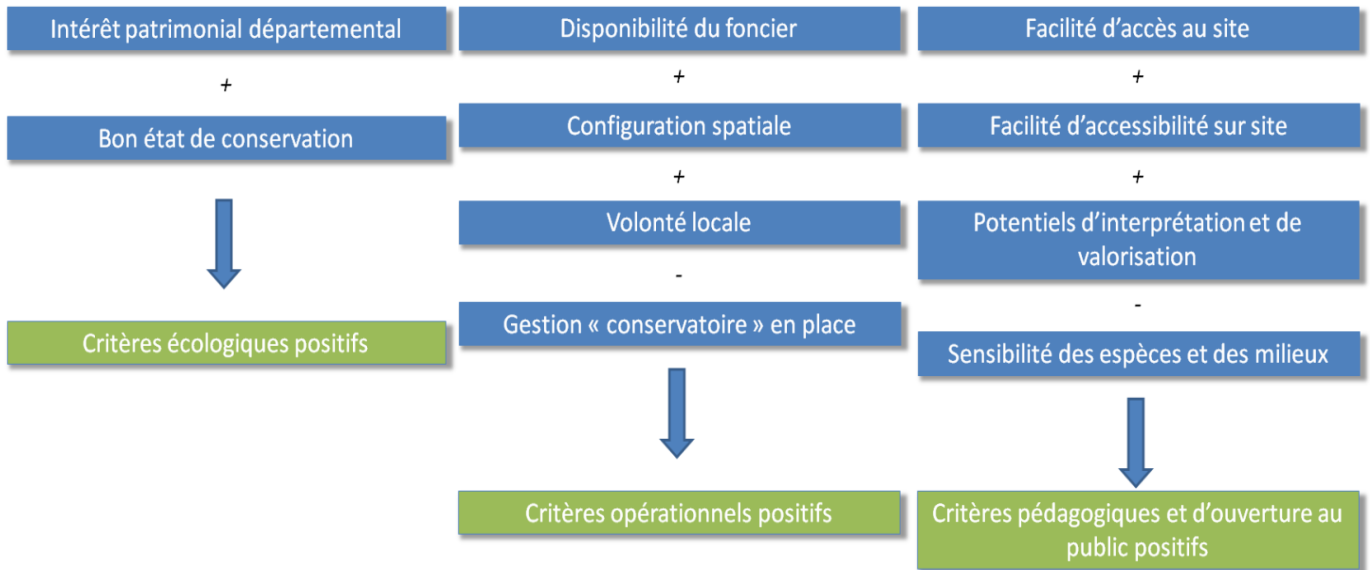 Intérêt patrimonial départemental
+
Bon état de conservation
Critères écologiques positifs
Disponibilité du foncier
+
Configuration spatiale
+
Volonté locale
-
Gestion « conservatoire » en place
Critères opérationnels positifs
Facilité d'accès au site
+
Facilité d'accessibilité sur site
+
Potentiels d'interprétation et de
valorisation
-
Sensibilité des espèces et des milieux
Critères pédagogiques et d'ouverture au
public positifs